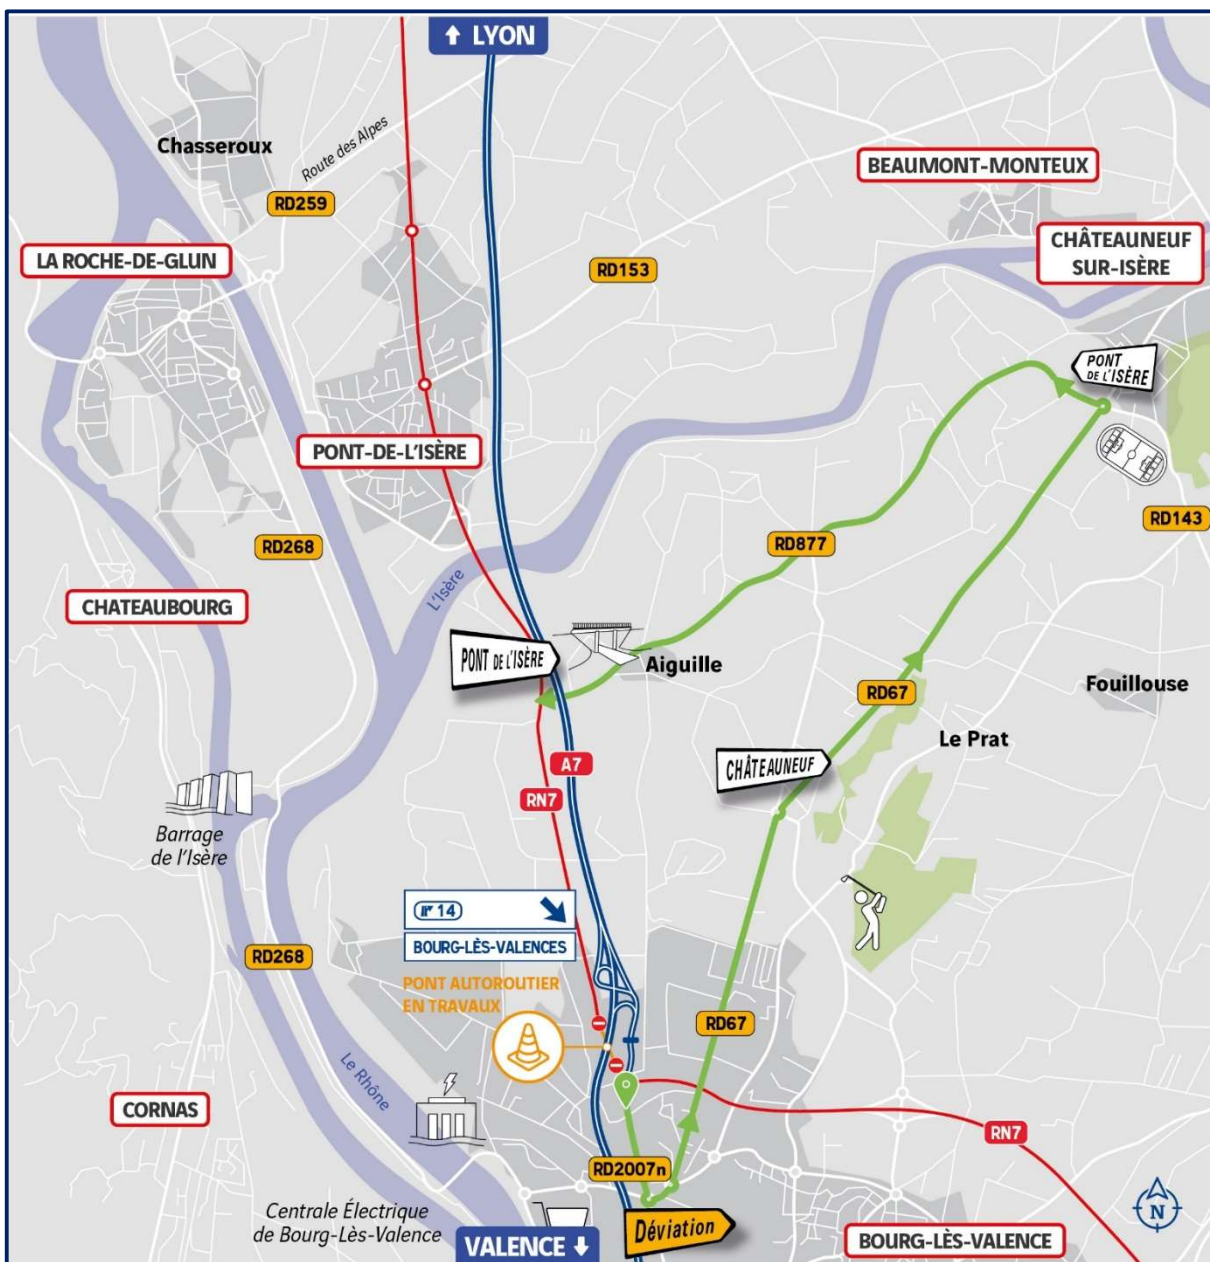 ↑ LYON
Chasseroux
Route des Alpes
RD259
BEAUMONT-MONTEUX
LA ROCHE-DE-GLUN
RD153
CHÂTEAUNEUF
SUR-ISÈRE
PONT
DE L'ISÈRE
PONT-DE-L'ISÈRE
RD143
RD268
RD877
L'Isère
CHATEAUBOURG
PONT DE L'ISÈRE
Aiguille
RD67
Fouillouse
Le Prat
A7
CHÂTEAUNEUF
RN7
Barrage
de l'Isère
14
BOURG-LÈS-VALENCES
RD268
PONT AUTOROUTIER
EN TRAVAUX
RD67
Le Rhône
CORNAS
RN7
RD2007n
Centrale Électrique
de Bourg-Lès-Valence
Déviation
VALENCE ↓
BOURG-LÈS-VALENCE
N